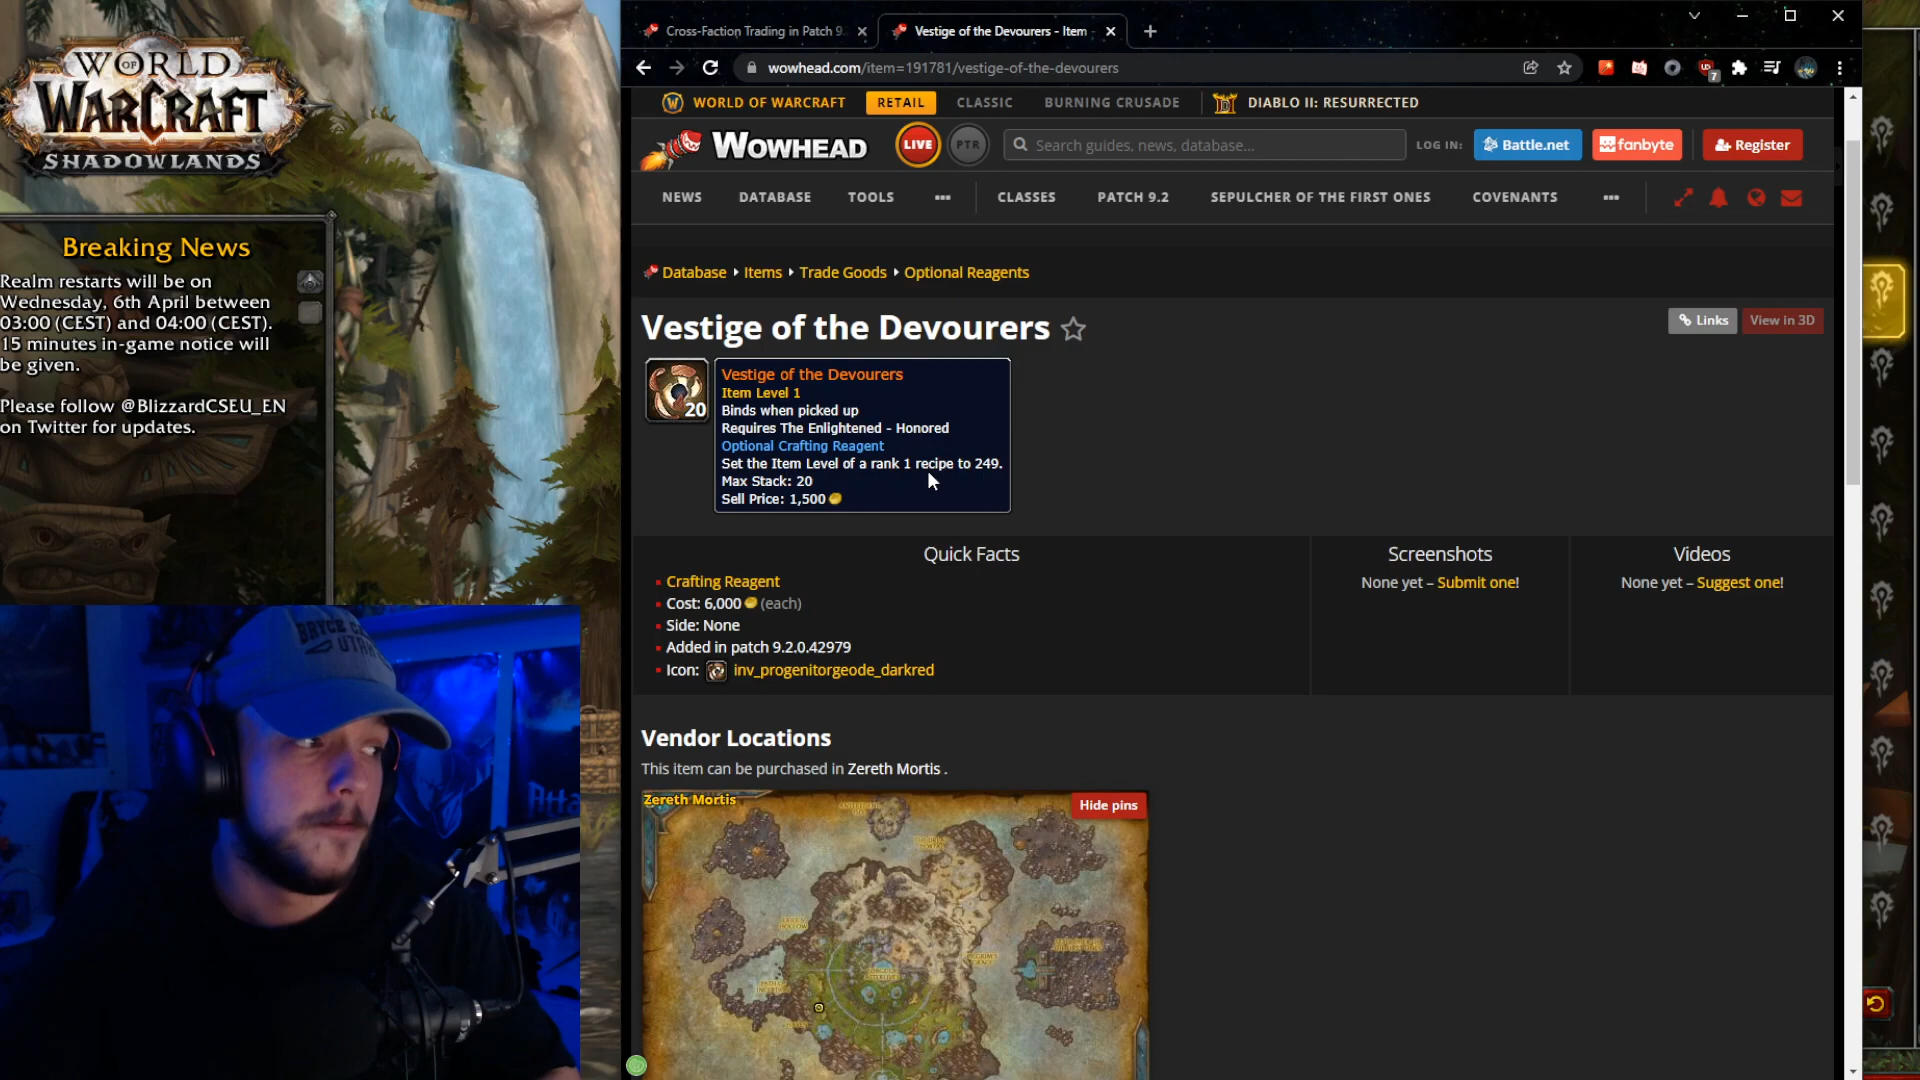 WORLD
OF
WARCRAFT
SHADOWLANDS
Breaking News
Realm restarts will be on
Wednesday, 6th April between
03:00 (CEST) and 04:00 (CEST).
15 minutes in-game notice will
be given.
Please follow @BlizzardCSEU_EN
on Twitter for updates.
BRYCE
UTAH
Cross-Faction Trading in Patch 9
Vestige of the Devourers - Item
wowhead.com/item=191781/vestige-of-the-devourers
7
WORLD OF WARCRAFT RETAIL CLASSIC BURNING CRUSADE DIABLO II: RESURRECTED
WOWHEAD LIVE PTR Search guides, news, database... LOG IN: Battle.net fanbyte Register
NEWS DATABASE TOOLS CLASSES PATCH 9.2 SEPULCHER OF THE FIRST ONES COVENANTS
Database Items Trade Goods Optional Reagents
Vestige of the Devourers
Links View in 3D
20
Vestige of the Devourers
Item Level 1
Binds when picked up
Requires The Enlightened - Honored
Optional Crafting Reagent
Set the Item Level of a rank 1 recipe to 249.
Max Stack: 20
Sell Price: 1,500
Quick Facts
Crafting Reagent
Cost: 6,000 (each)
Side: None
Added in patch 9.2.0.42979
Icon: inv_progenitorgeode_darkred
Screenshots
None yet – Submit one!
Videos
None yet – Suggest one!
Vendor Locations
This item can be purchased in Zereth Mortis .
Zereth Mortis
Hide pins